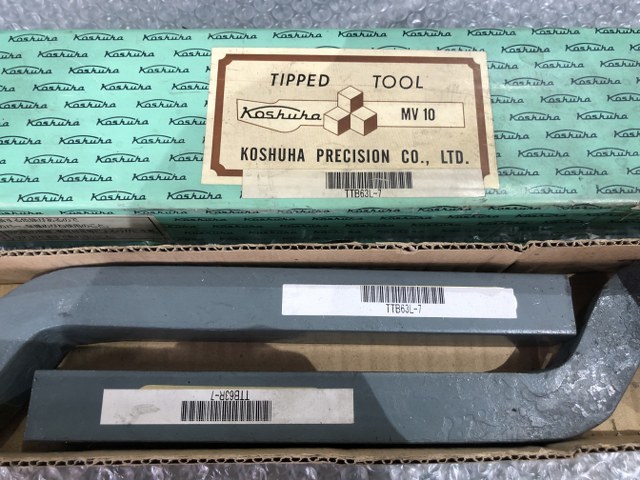 TIPPED TOOL
Koshuha
MV 10
KOSHUHA PRECISION CO., LTD.
TTB63L-7
TTB63L-7
TTB63R-7